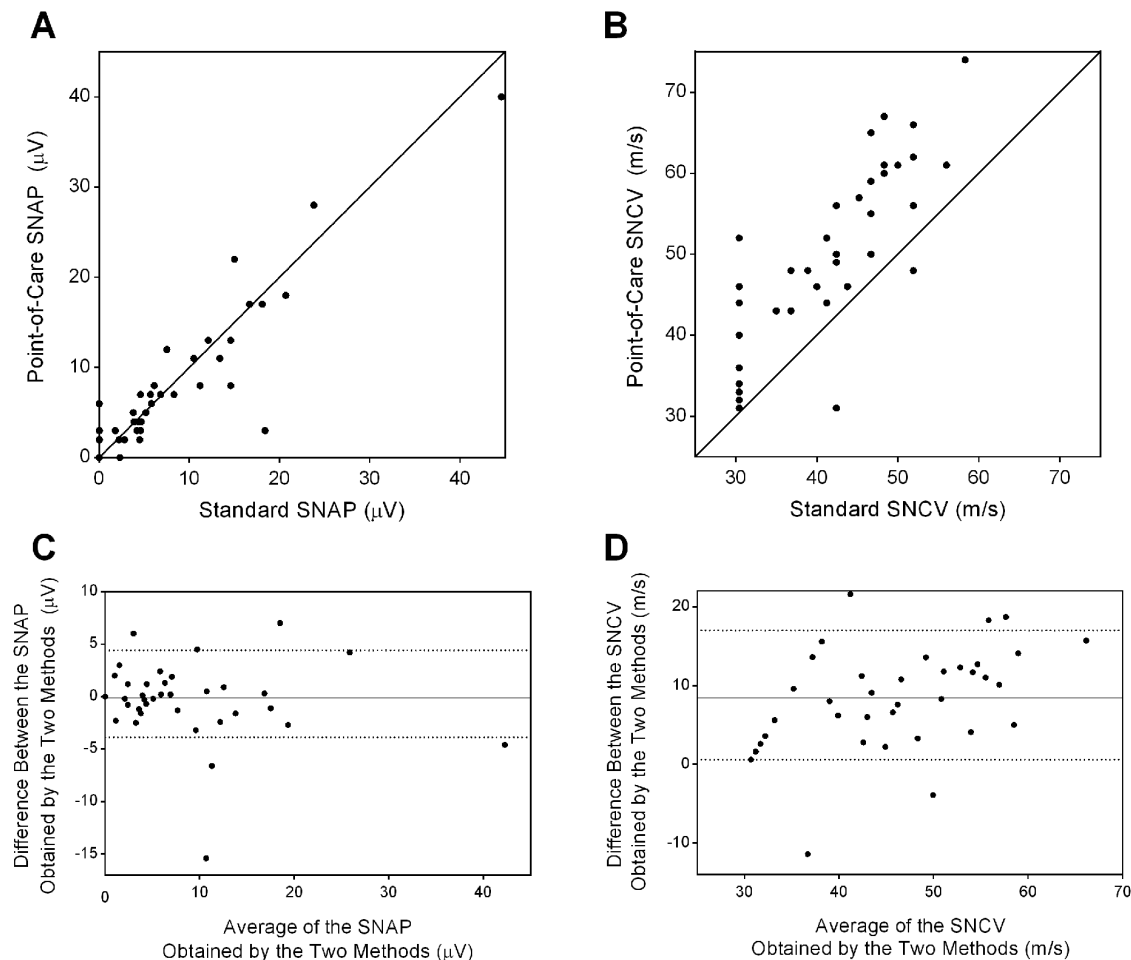 A
Point-of-Care SNAP (µV)
40
30
20
10
0
0
10
20
30
40
Standard SNAP (µV)
B
Point-of-Care SNCV (m/s)
70
60
50
40
30
30
40
50
60
70
Standard SNCV (m/s)
C
Difference Between the SNAP
Obtained by the Two Methods (µV)
10
5
0
-5
-10
-15
0
10
20
30
40
Average of the SNAP
Obtained by the Two Methods (µV)
D
Difference Between the SNCV
Obtained by the Two Methods (m/s)
20
10
0
-10
30
40
50
60
70
Average of the SNCV
Obtained by the Two Methods (m/s)